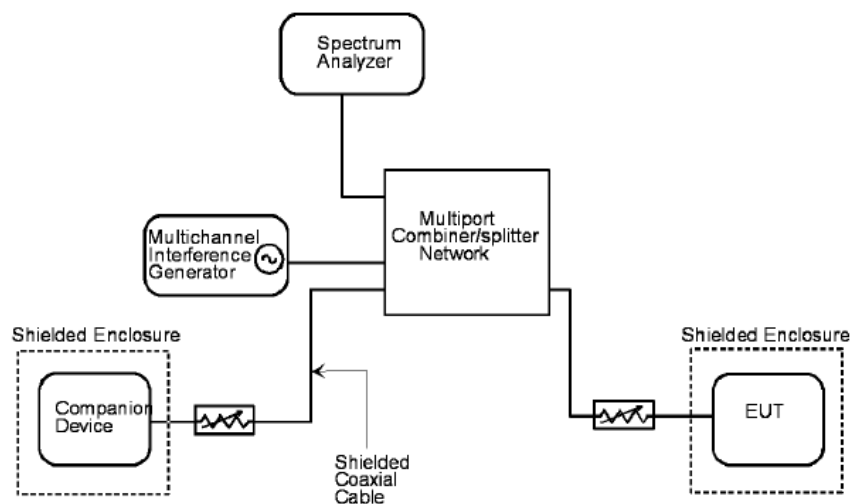 Spectrum
Analyzer
Multiport
Combiner/splitter
Network
Multichannel
Interference
Generator
Shielded Enclosure
Companion
Device
Shielded
Coaxial
Cable
Shielded Enclosure
EUT